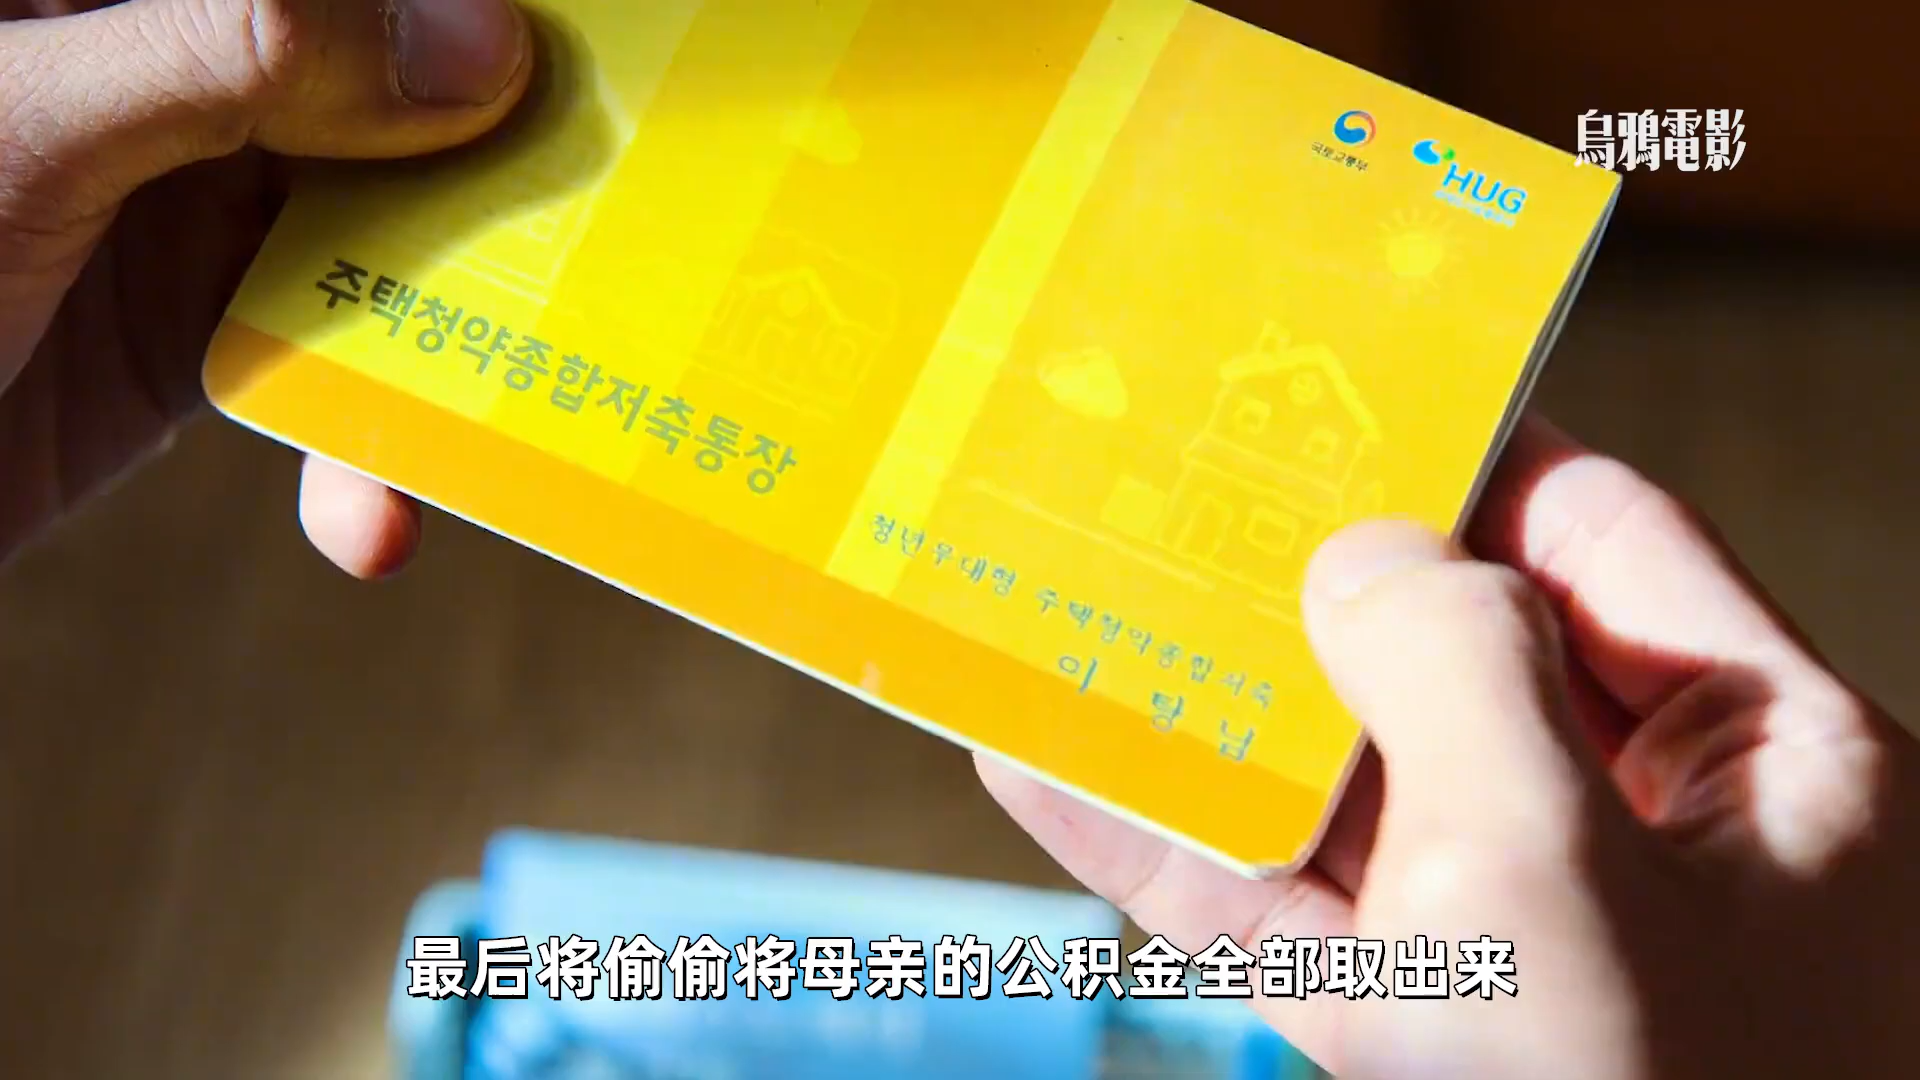 烏鴉電影
국토교통부
HUG
주택청약종합저축통장
청년우대형 주택청약종합저축
이 탕 님
最后将偷偷将母亲的公积金全部取出来